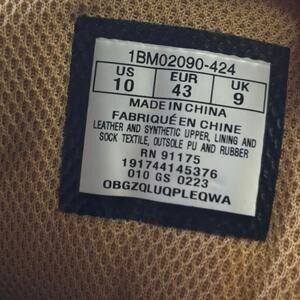 1BM02090-424
US EUR UK
10 43 9
MADE IN CHINA
FABRIQUÉ EN CHINE
LEATHER AND SYNTHETIC UPPER, LINING AND
SOCK TEXTILE, OUTSOLE PU AND RUBBER
RN 91175
191744145376
010 GS 0223
OBGZQLUQPLEQWA